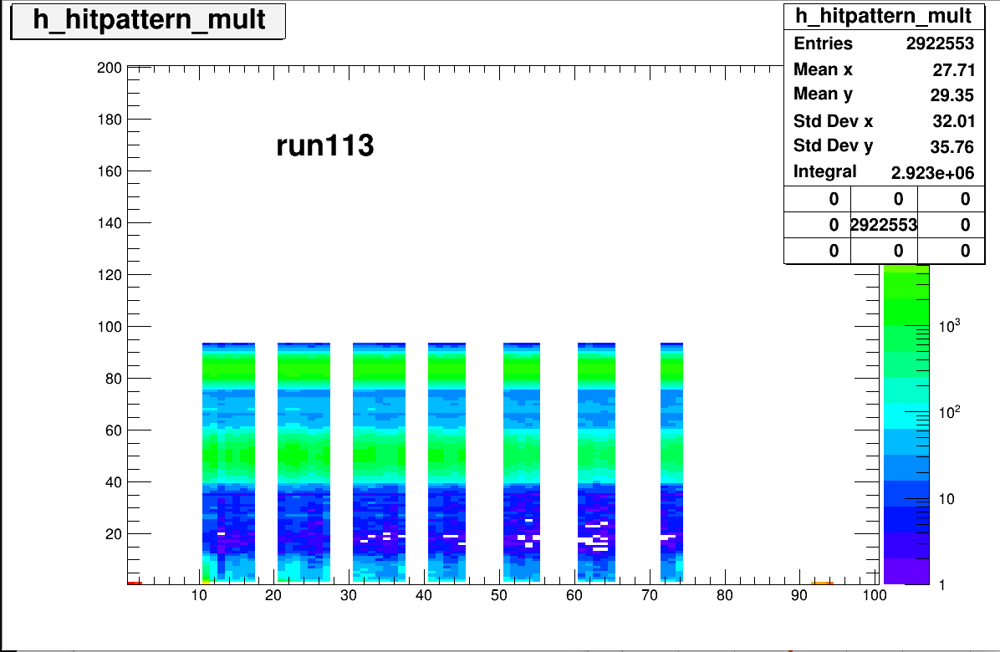 h_hitpattern_mult
h_hitpattern_mult
Entries 2922553
Mean x 27.71
Mean y 29.35
Std Dev x 32.01
Std Dev y 35.76
Integral 2.923e+06
0 0 0
0 2922553 0
0 0 0
run113
200
180
160
140
120
100
80
60
40
20
10 20 30 40 50 60 70 80 90 100
10³
10²
10
1